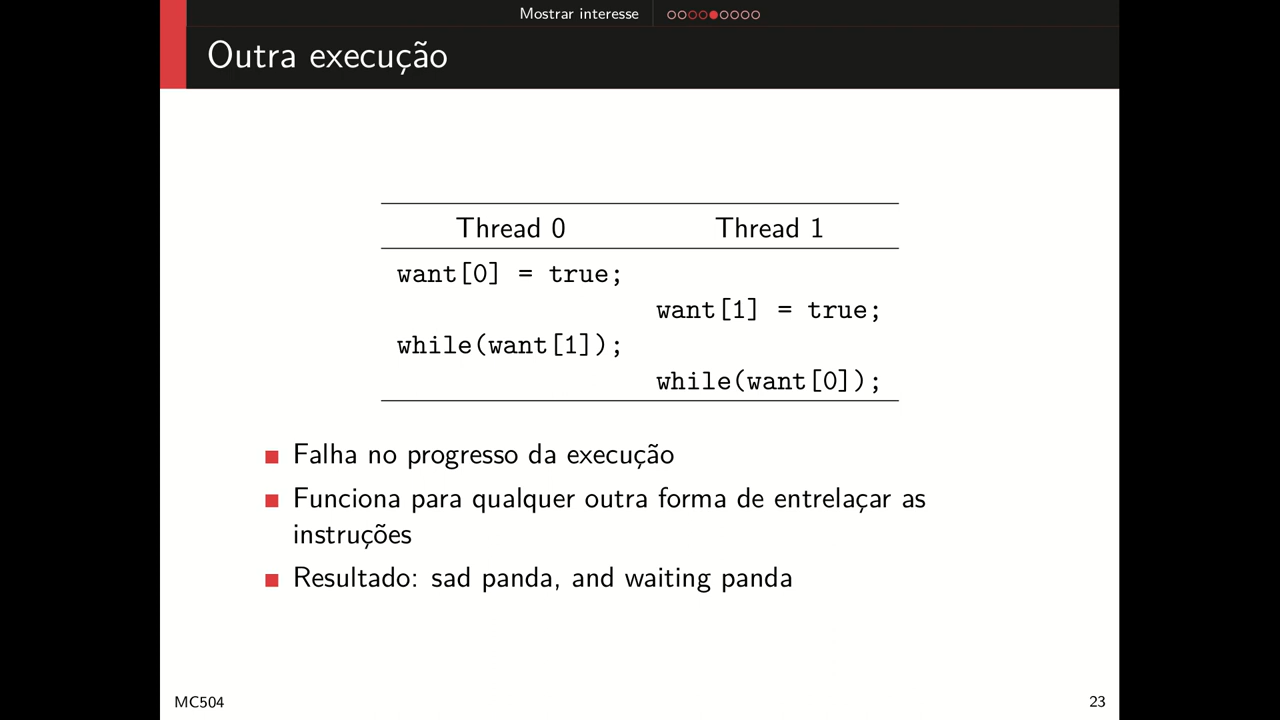 Mostrar interesse
Outra execução
Thread 0 Thread 1
want[0] = true;
want[1] = true;
while(want[1]);
while(want[0]);
Falha no progresso da execução
Funciona para qualquer outra forma de entrelaçar as
instruções
Resultado: sad panda, and waiting panda
MC504 23